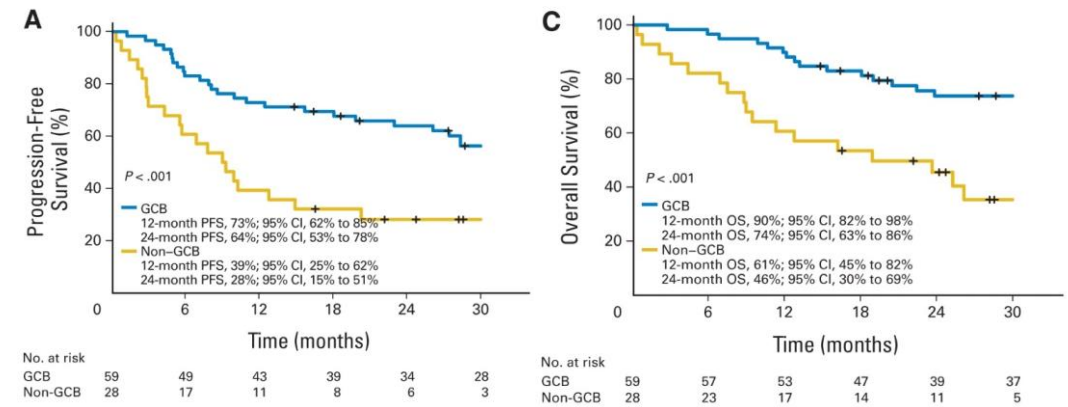 A
Progression-Free
Survival (%)
100
80
60
40
20
0
6
12
18
24
30
P < .001
GCB
12-month PFS, 73%; 95% CI, 62% to 85%
24-month PFS, 64%; 95% CI, 53% to 78%
Non–GCB
12-month PFS, 39%; 95% CI, 25% to 62%
24-month PFS, 28%; 95% CI, 15% to 51%
Time (months)
No. at risk
GCB 59 49 43 39 34 28
Non-GCB 28 17 11 8 6 3
C
Overall Survival (%)
100
80
60
40
20
0
6
12
18
24
30
P < .001
GCB
12-month OS, 90%; 95% CI, 82% to 98%
24-month OS, 74%; 95% CI, 63% to 86%
Non–GCB
12-month OS, 61%; 95% CI, 45% to 82%
24-month OS, 46%; 95% CI, 30% to 69%
Time (months)
No. at risk
GCB 59 57 53 47 39 37
Non-GCB 28 23 17 14 11 5